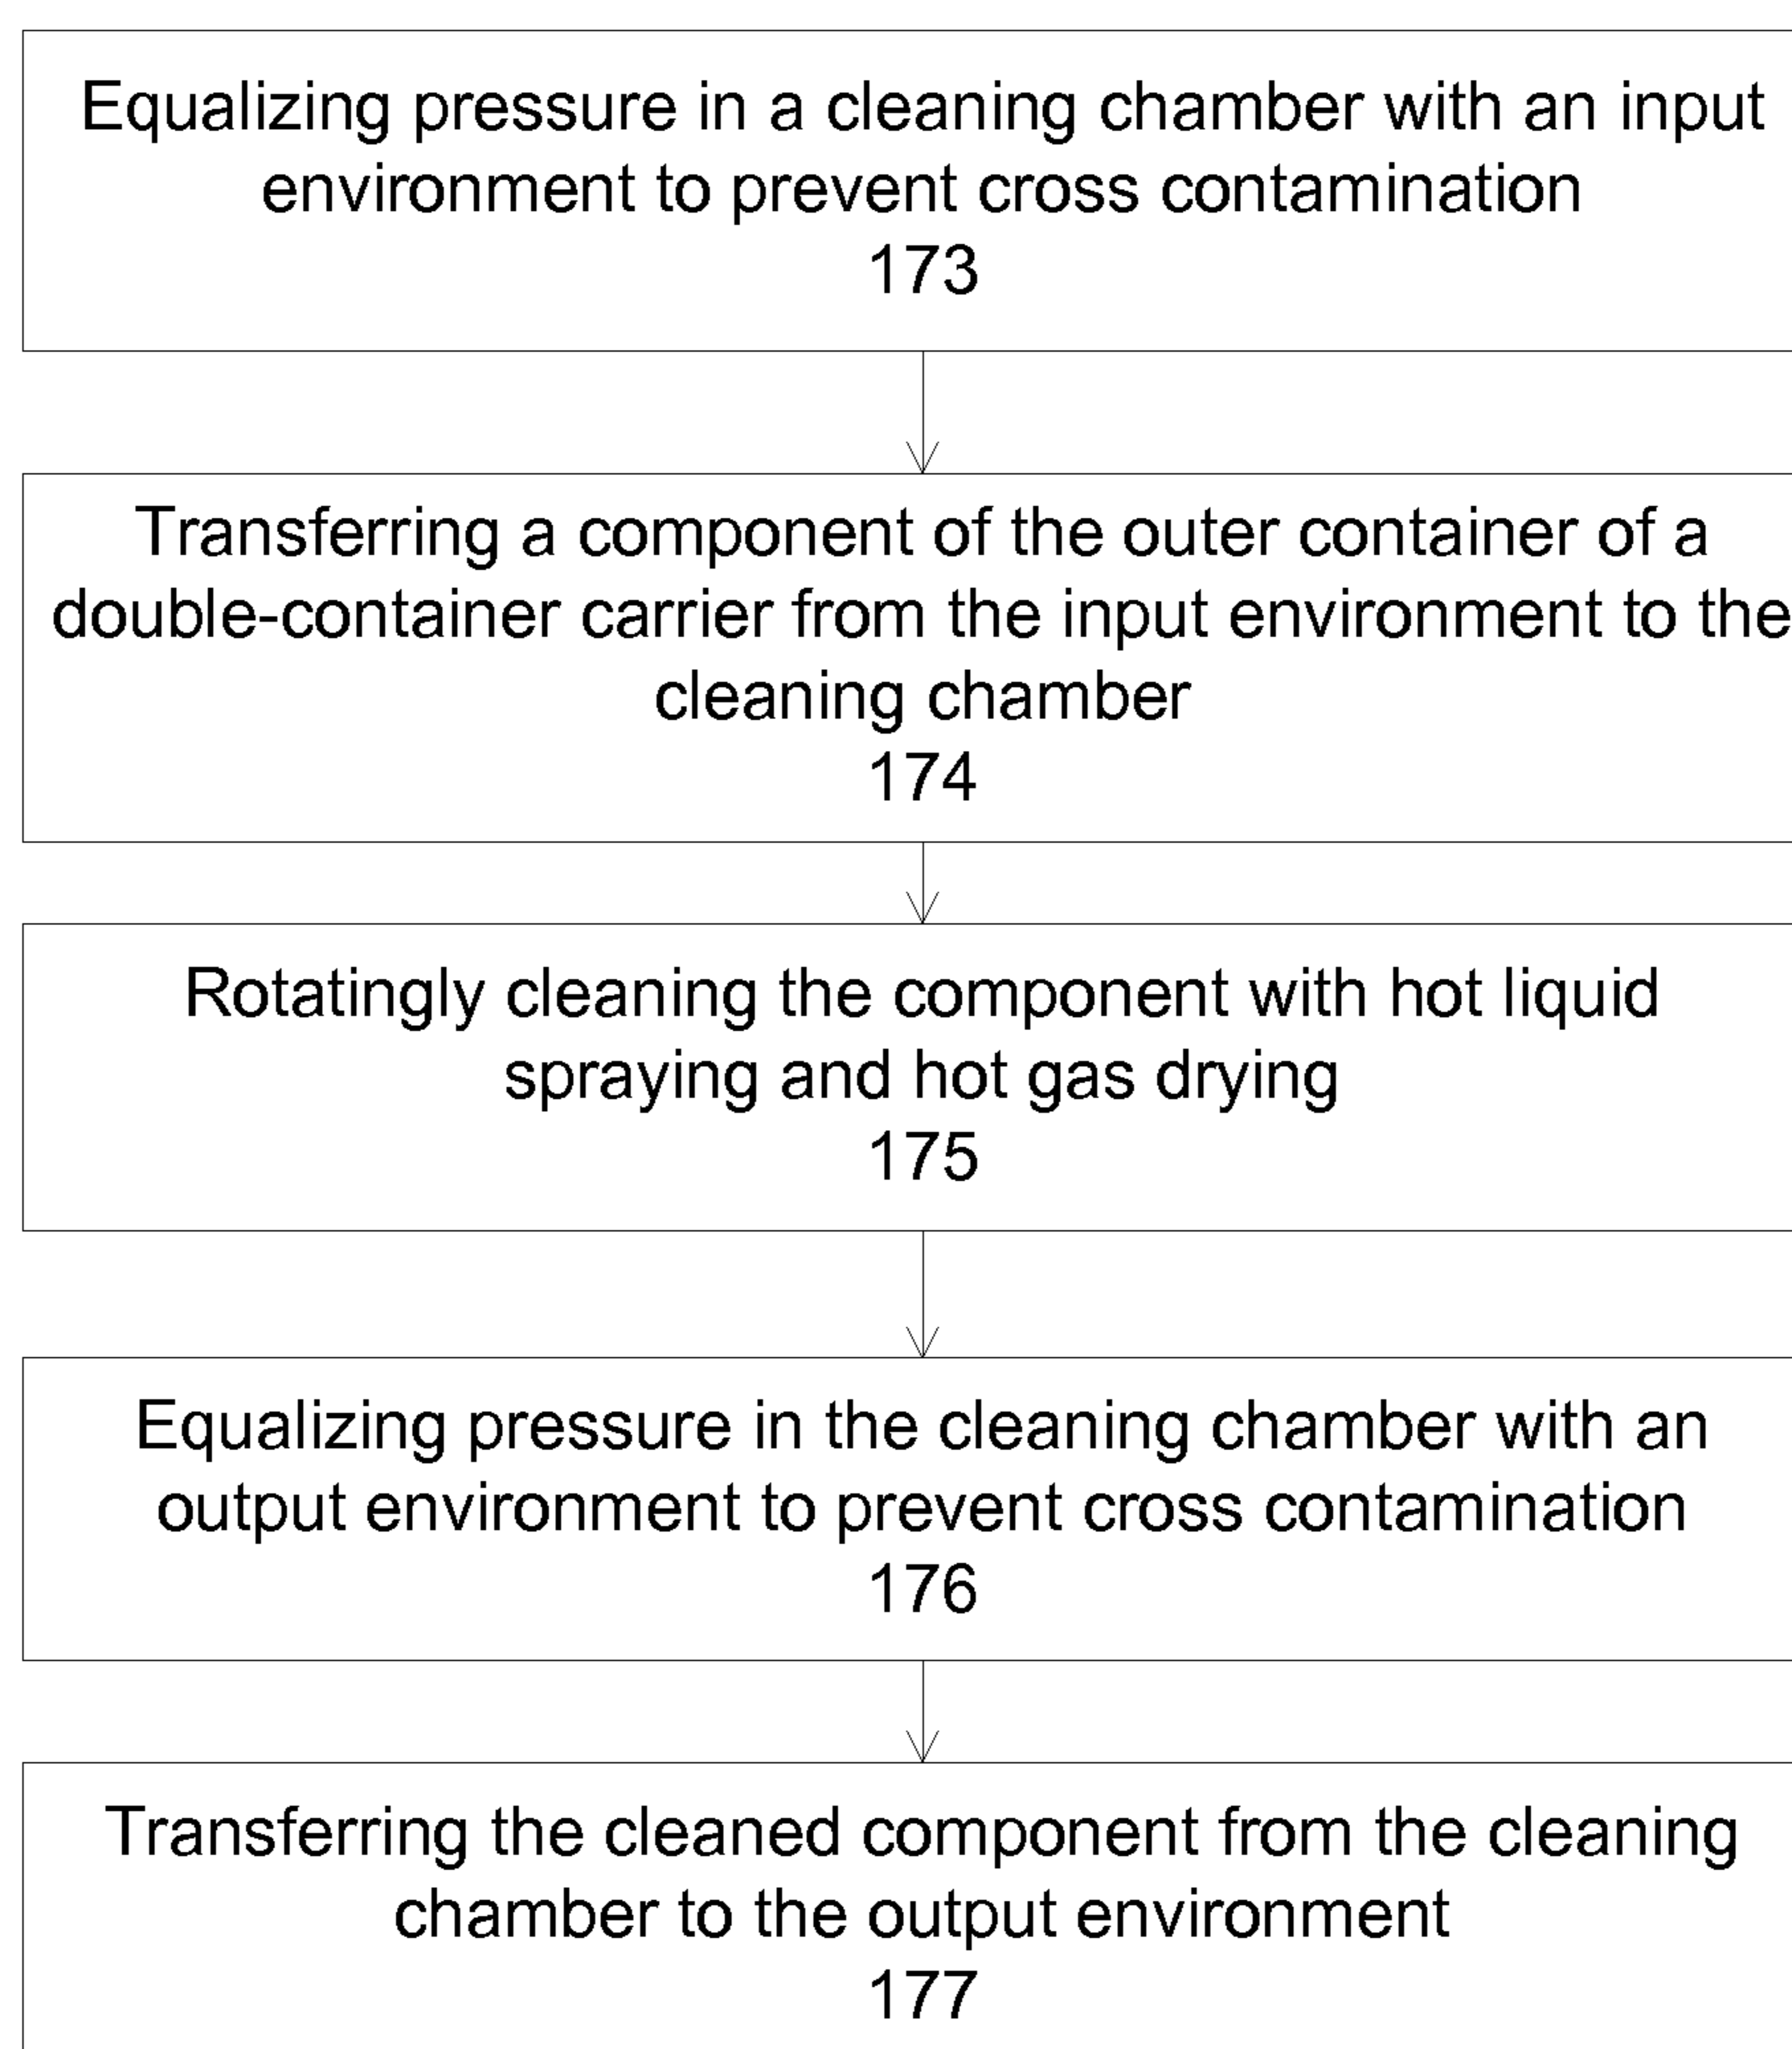 Equalizing pressure in a cleaning chamber with an input
environment to prevent cross contamination
173
Transferring a component of the outer container of a
double-container carrier from the input environment to the
cleaning chamber
174
Rotatingly cleaning the component with hot liquid
spraying and hot gas drying
175
Equalizing pressure in the cleaning chamber with an
output environment to prevent cross contamination
176
Transferring the cleaned component from the cleaning
chamber to the output environment
177